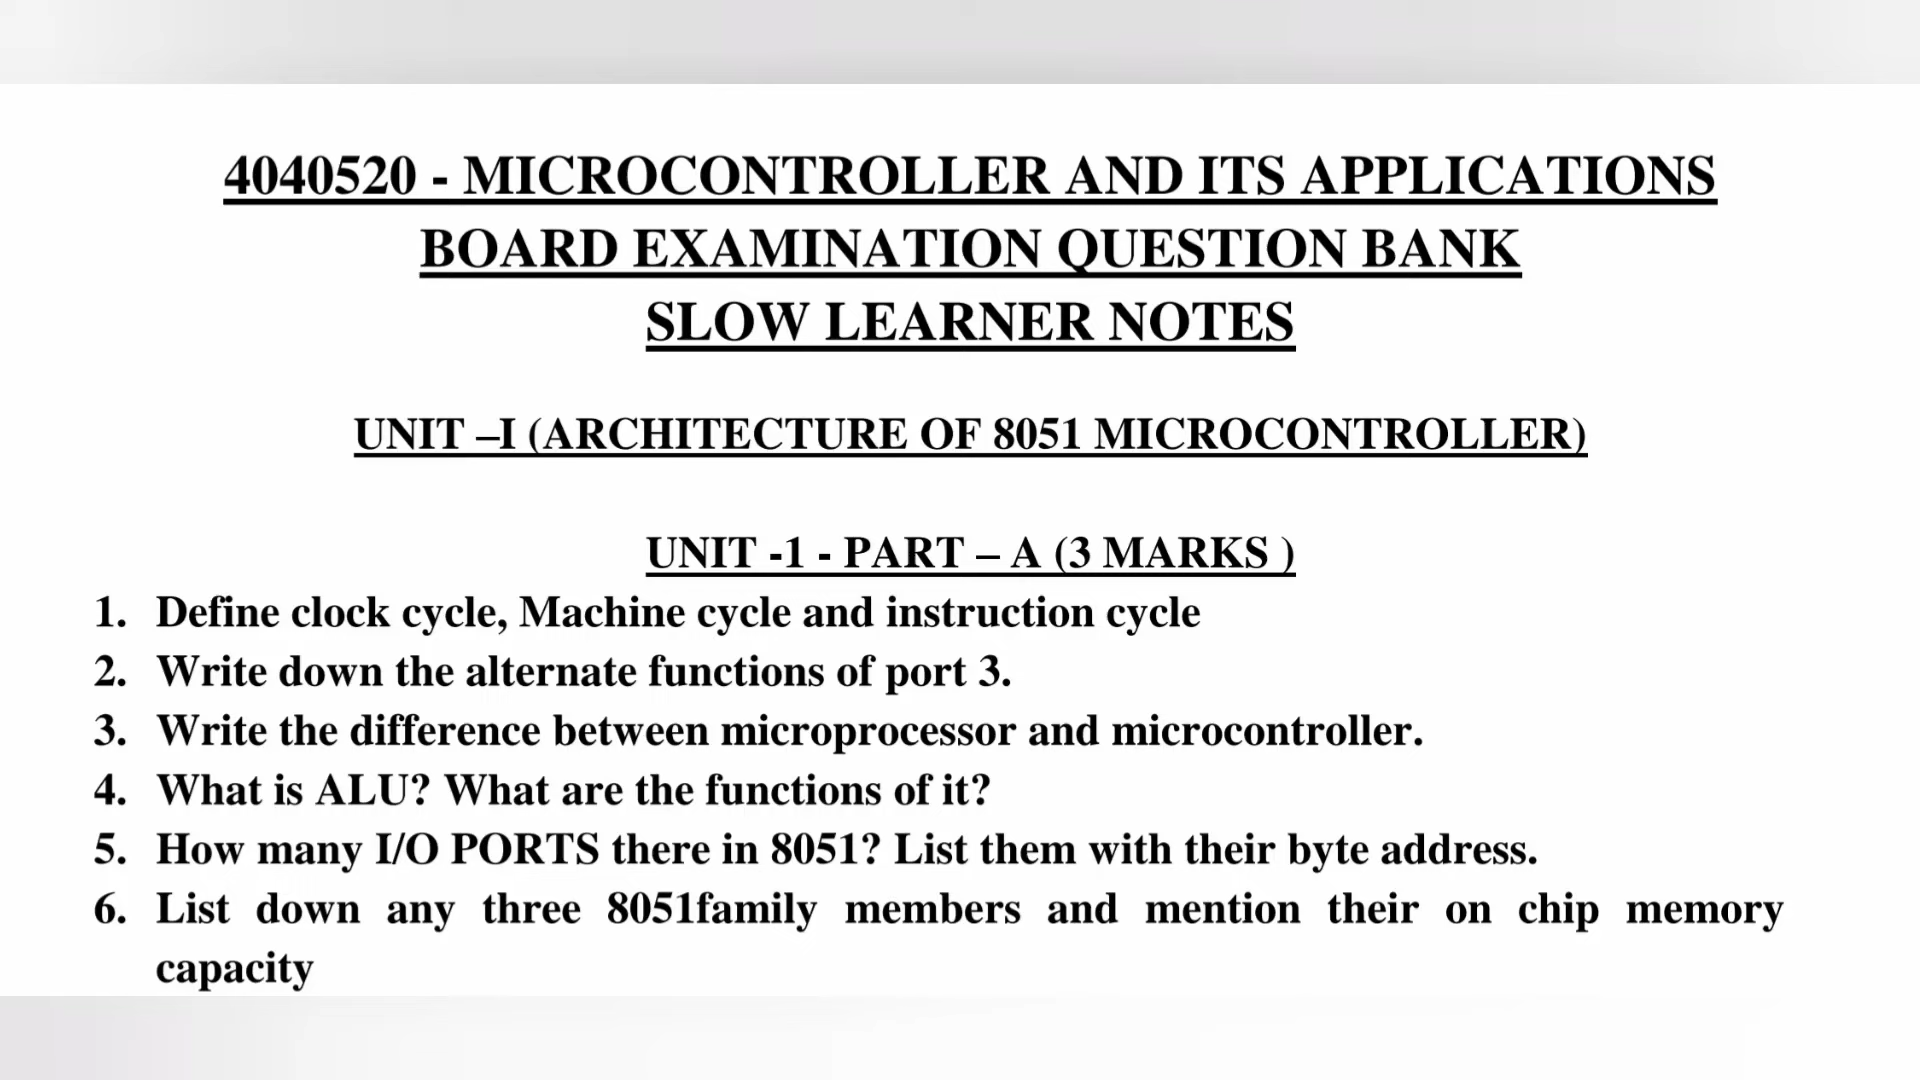 4040520 - MICROCONTROLLER AND ITS APPLICATIONS
BOARD EXAMINATION QUESTION BANK
SLOW LEARNER NOTES
UNIT –I (ARCHITECTURE OF 8051 MICROCONTROLLER)
UNIT -1 - PART – A (3 MARKS )
1. Define clock cycle, Machine cycle and instruction cycle
2. Write down the alternate functions of port 3.
3. Write the difference between microprocessor and microcontroller.
4. What is ALU? What are the functions of it?
5. How many I/O PORTS there in 8051? List them with their byte address.
6. List down any three 8051family members and mention their on chip memory
capacity